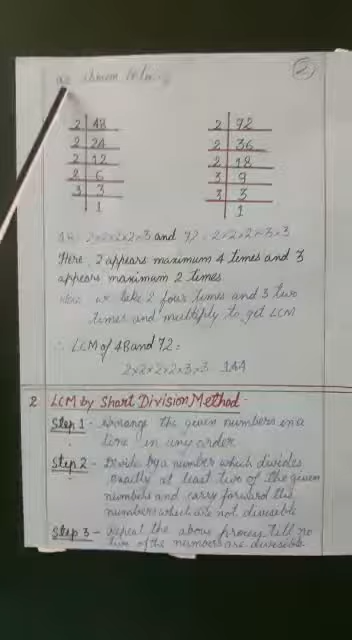 as shown below:-
2
2 | 48
2 | 24
2 | 12
2 | 6
3 | 3
1
2 | 72
2 | 36
2 | 18
3 | 9
3 | 3
1
48 = 2×2×2×2×3 and 72 = 2×2×2×3×3
Here, 2 appears maximum 4 times and 3
appears maximum 2 times.
Here we take 2 four times and 3 two
times and multiply to get LCM
∴ LCM of 48 and 72 =
2×2×2×2×3×3 = 144
2. LCM by Short Division Method-
Step 1 - Arrange the given numbers in a
line in any order
Step 2 - Divide by a number which divides
exactly at least two of the given
numbers and carry forward the
numbers which are not divisible
Step 3 - Repeat the above process till no
two of the numbers are divisible